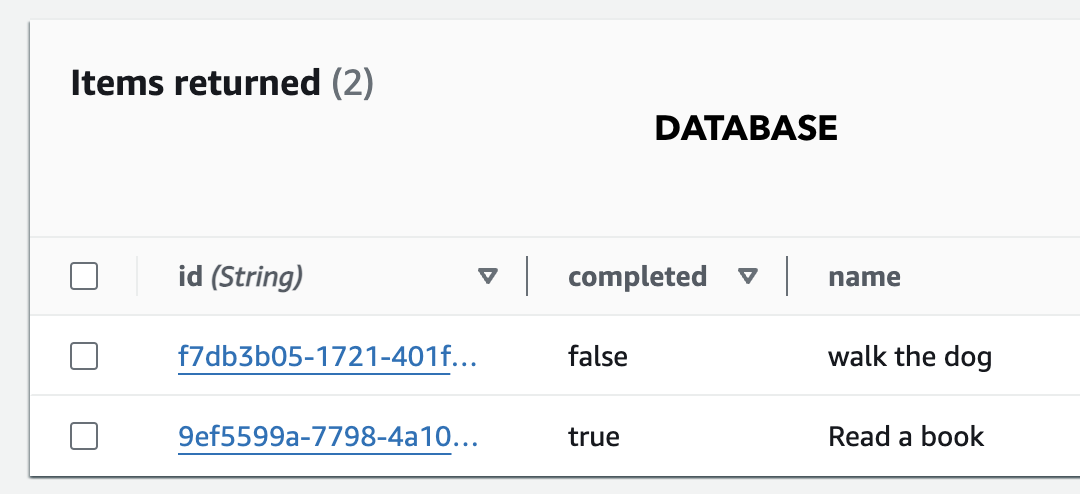 Items returned (2)
DATABASE
id (String) completed name
f7db3b05-1721-401f... false walk the dog
9ef5599a-7798-4a10... true Read a book